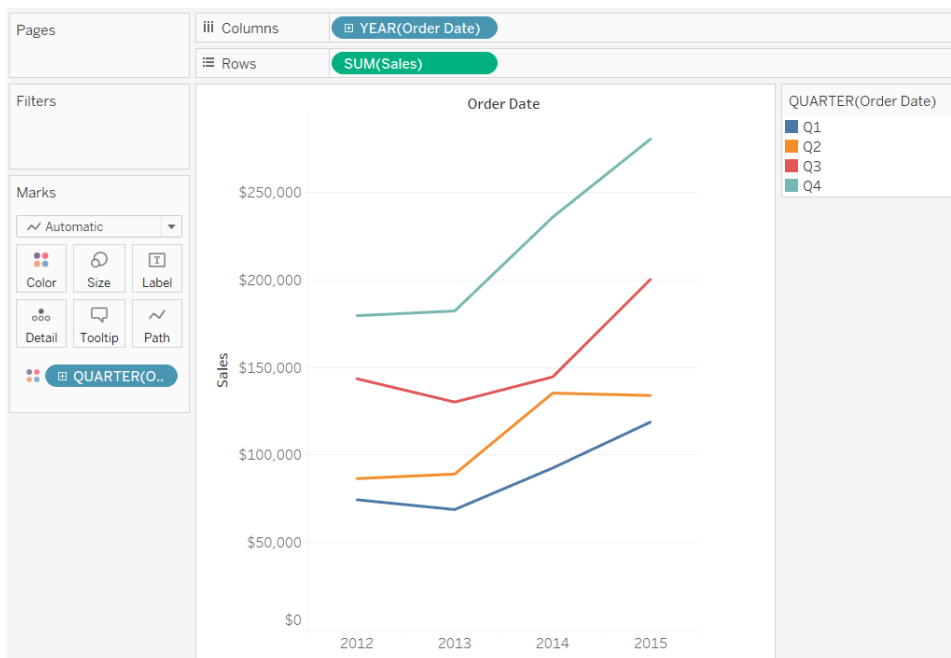 Pages
Columns
YEAR(Order Date)
Rows
SUM(Sales)
Filters
Marks
Automatic
Color
Size
Label
Detail
Tooltip
Path
QUARTER(O..
Order Date
Sales
$250,000
$200,000
$150,000
$100,000
$50,000
$0
2012
2013
2014
2015
QUARTER(Order Date)
Q1
Q2
Q3
Q4